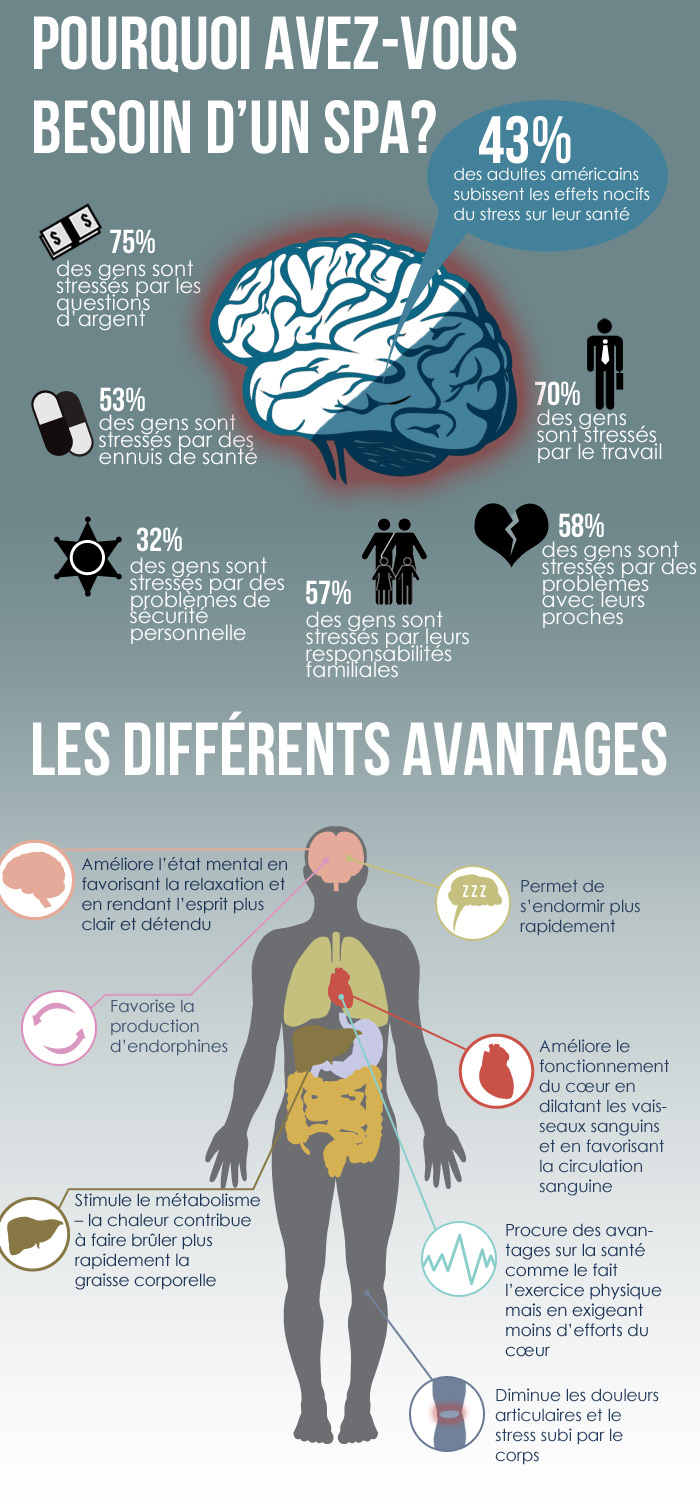 POURQUOI AVEZ-VOUS
BESOIN D'UN SPA?
43%
des adultes américains
subissent les effets nocifs
du stress sur leur santé
$ $
75%
des gens sont
stressés par les
questions
d'argent
53%
des gens sont
stressés par des
ennuis de santé
70%
des gens
sont stressés
par le travail
32%
des gens sont
stressés par des
problèmes de
sécurité
personnelle
57%
des gens sont
stressés par leurs
responsabilités
familiales
58%
des gens sont
stressés par des
problèmes
avec leurs
proches
LES DIFFÉRENTS AVANTAGES
Améliore l'état mental en
favorisant la relaxation et
en rendant l'esprit plus
clair et détendu
ZZZ
Permet de
s'endormir plus
rapidement
Favorise la
production
d'endorphines
Améliore le
fonctionnement
du cœur en
dilatant les vais-
seaux sanguins
et en favorisant
la circulation
sanguine
Stimule le métabolisme
– la chaleur contribue
à faire brûler plus
rapidement la
graisse corporelle
Procure des avan-
tages sur la santé
comme le fait
l'exercice physique
mais en exigeant
moins d'efforts du
cœur
Diminue les douleurs
articulaires et le
stress subi par le
corps